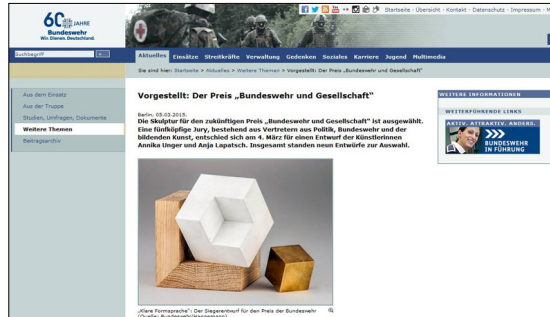 60 JAHRE
Bundeswehr
Wir. Dienen. Deutschland.
Startseite · Übersicht · Kontakt · Datenschutz · Impressum
Suchbegriff
Aktuelles Einsätze Streitkräfte Verwaltung Gedenken Soziales Karriere Jugend Multimedia
Sie sind hier: Startseite > Aktuelles > Weitere Themen > Vorgestellt: Der Preis „Bundeswehr und Gesellschaft“
Aus dem Einsatz
Aus der Truppe
Studien, Umfragen, Dokumente
Weitere Themen
Beitragsarchiv
Vorgestellt: Der Preis „Bundeswehr und Gesellschaft“
Berlin, 05.03.2015.
Die Skulptur für den zukünftigen Preis „Bundeswehr und Gesellschaft“ ist ausgewählt.
Eine fünfköpfige Jury, bestehend aus Vertretern aus Politik, Bundeswehr und der
bildenden Kunst, entschied sich am 4. März für einen Entwurf der Künstlerinnen
Annika Unger und Anja Lapatsch. Insgesamt standen neun Entwürfe zur Auswahl.
„Klare Formsprache“: Der Siegerentwurf für den Preis der Bundeswehr
(Quelle: Bundeswehr/Hannemann)
WEITERE INFORMATIONEN
WEITERFÜHRENDE LINKS
AKTIV. ATTRAKTIV. ANDERS.
BUNDESWEHR
IN FÜHRUNG